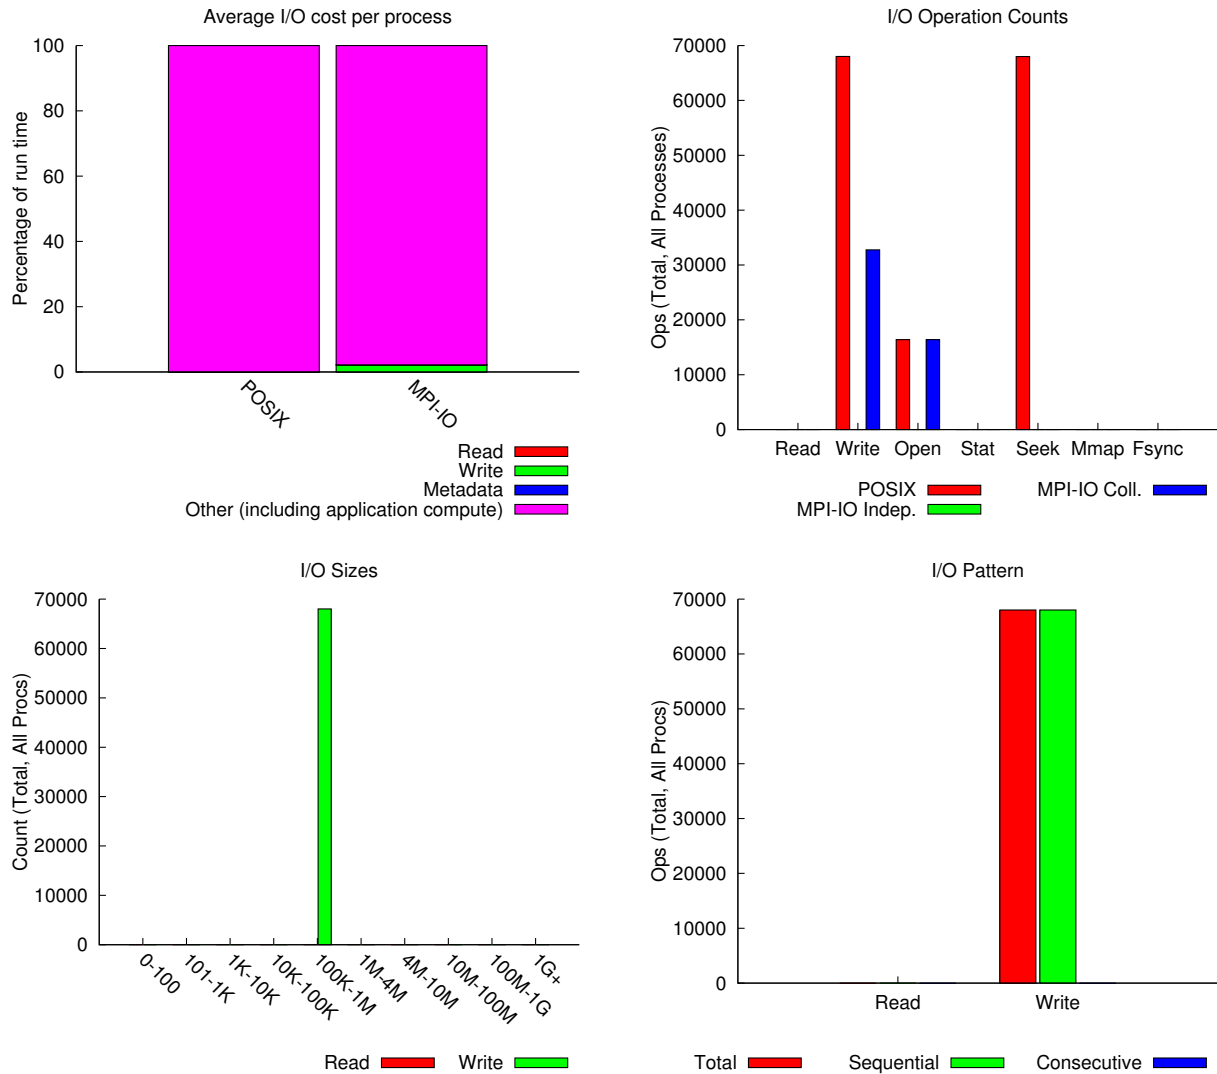 Average I/O cost per process
Percentage of run time
100
80
60
40
20
0
POSIX
MPI-IO
Read
Write
Metadata
Other (including application compute)
I/O Operation Counts
Ops (Total, All Processes)
70000
60000
50000
40000
30000
20000
10000
0
Read Write Open Stat Seek Mmap Fsync
POSIX
MPI-IO Indep.
MPI-IO Coll.
I/O Sizes
Count (Total, All Procs)
70000
60000
50000
40000
30000
20000
10000
0
0-100
101-1K
1K-10K
10K-100K
100K-1M
1M-4M
4M-10M
10M-100M
100M-1G
1G+
Read Write
I/O Pattern
Ops (Total, All Procs)
70000
60000
50000
40000
30000
20000
10000
0
Read Write
Total Sequential Consecutive